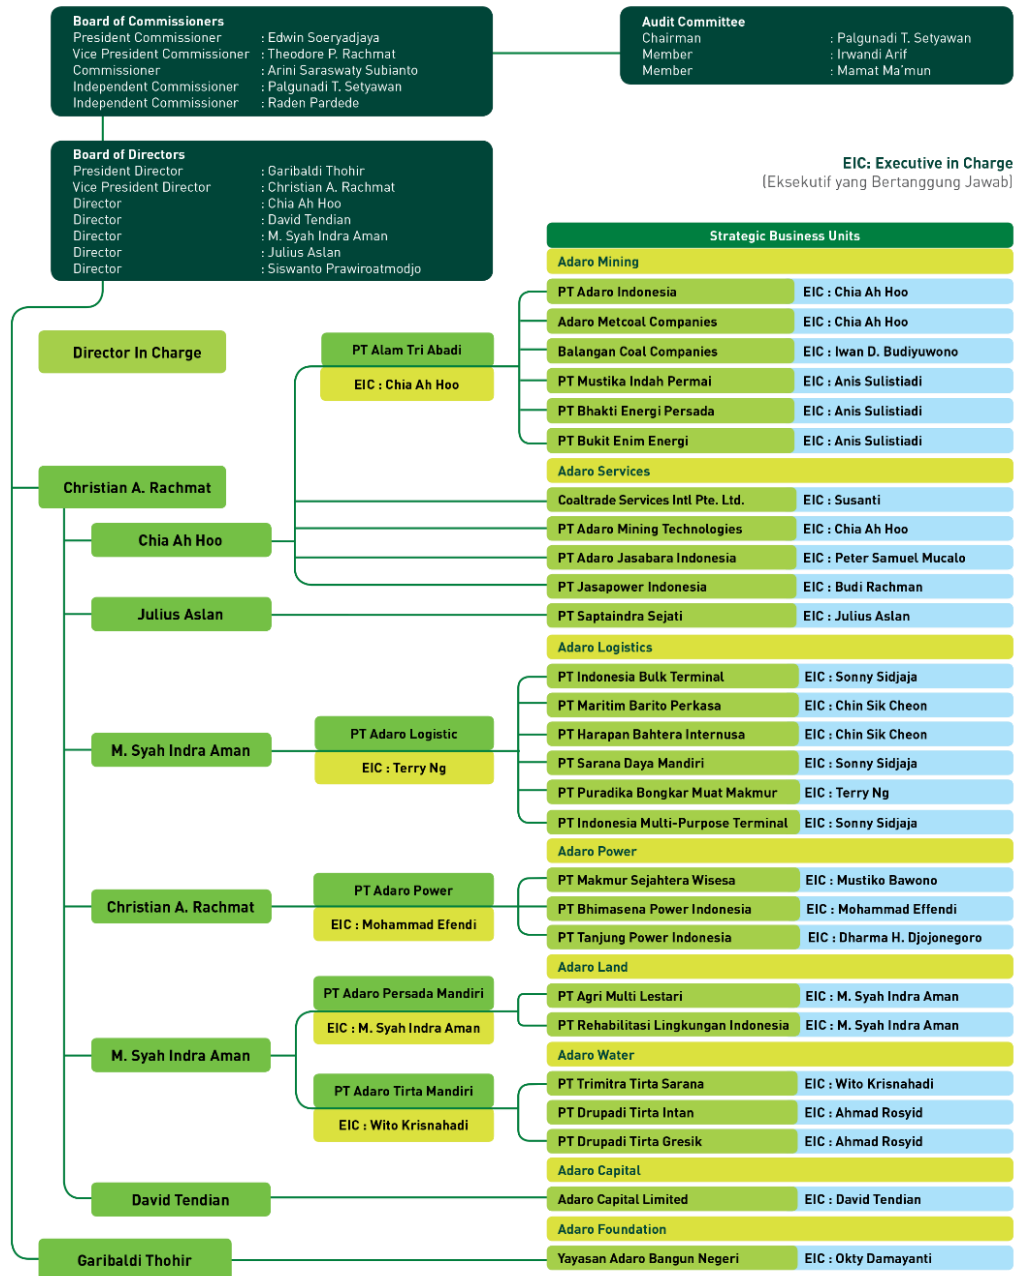 Board of Commissioners
President Commissioner : Edwin Soeryadjaya
Vice President Commissioner : Theodore P. Rachmat
Commissioner : Arini Saraswaty Subianto
Independent Commissioner : Palgunadi T. Setyawan
Independent Commissioner : Raden Pardede
Audit Committee
Chairman : Palgunadi T. Setyawan
Member : Irwandi Arif
Member : Mamat Ma'mun
Board of Directors
President Director : Garibaldi Thohir
Vice President Director : Christian A. Rachmat
Director : Chia Ah Hoo
Director : David Tendian
Director : M. Syah Indra Aman
Director : Julius Aslan
Director : Siswanto Prawiroatmodjo
EIC: Executive in Charge
(Eksekutif yang Bertanggung Jawab)
Director In Charge
Strategic Business Units
Adaro Mining
PT Alam Tri Abadi
EIC : Chia Ah Hoo
PT Adaro Indonesia EIC : Chia Ah Hoo
Adaro Metcoal Companies EIC : Chia Ah Hoo
Balangan Coal Companies EIC : Iwan D. Budiyuwono
PT Mustika Indah Permai EIC : Anis Sulistiadi
PT Bhakti Energi Persada EIC : Anis Sulistiadi
PT Bukit Enim Energi EIC : Anis Sulistiadi
Christian A. Rachmat
Chia Ah Hoo
Adaro Services
Coaltrade Services Intl Pte. Ltd. EIC : Susanti
PT Adaro Mining Technologies EIC : Chia Ah Hoo
PT Adaro Jasabara Indonesia EIC : Peter Samuel Mucalo
PT Jasapower Indonesia EIC : Budi Rachman
Julius Aslan
PT Saptaindra Sejati EIC : Julius Aslan
Adaro Logistics
M. Syah Indra Aman
PT Adaro Logistic
EIC : Terry Ng
PT Indonesia Bulk Terminal EIC : Sonny Sidjaja
PT Maritim Barito Perkasa EIC : Chin Sik Cheon
PT Harapan Bahtera Internusa EIC : Chin Sik Cheon
PT Sarana Daya Mandiri EIC : Sonny Sidjaja
PT Puradika Bongkar Muat Makmur EIC : Terry Ng
PT Indonesia Multi-Purpose Terminal EIC : Sonny Sidjaja
Adaro Power
Christian A. Rachmat
PT Adaro Power
EIC : Mohammad Efendi
PT Makmur Sejahtera Wisesa EIC : Mustiko Bawono
PT Bhimasena Power Indonesia EIC : Mohammad Effendi
PT Tanjung Power Indonesia EIC : Dharma H. Djojonegoro
Adaro Land
M. Syah Indra Aman
PT Adaro Persada Mandiri
EIC : M. Syah Indra Aman
PT Agri Multi Lestari EIC : M. Syah Indra Aman
PT Rehabilitasi Lingkungan Indonesia EIC : M. Syah Indra Aman
Adaro Water
PT Adaro Tirta Mandiri
EIC : Wito Krisnahadi
PT Trimitra Tirta Sarana EIC : Wito Krisnahadi
PT Drupadi Tirta Intan EIC : Ahmad Rosyid
PT Drupadi Tirta Gresik EIC : Ahmad Rosyid
Adaro Capital
David Tendian
Adaro Capital Limited EIC : David Tendian
Adaro Foundation
Garibaldi Thohir
Yayasan Adaro Bangun Negeri EIC : Okty Damayanti